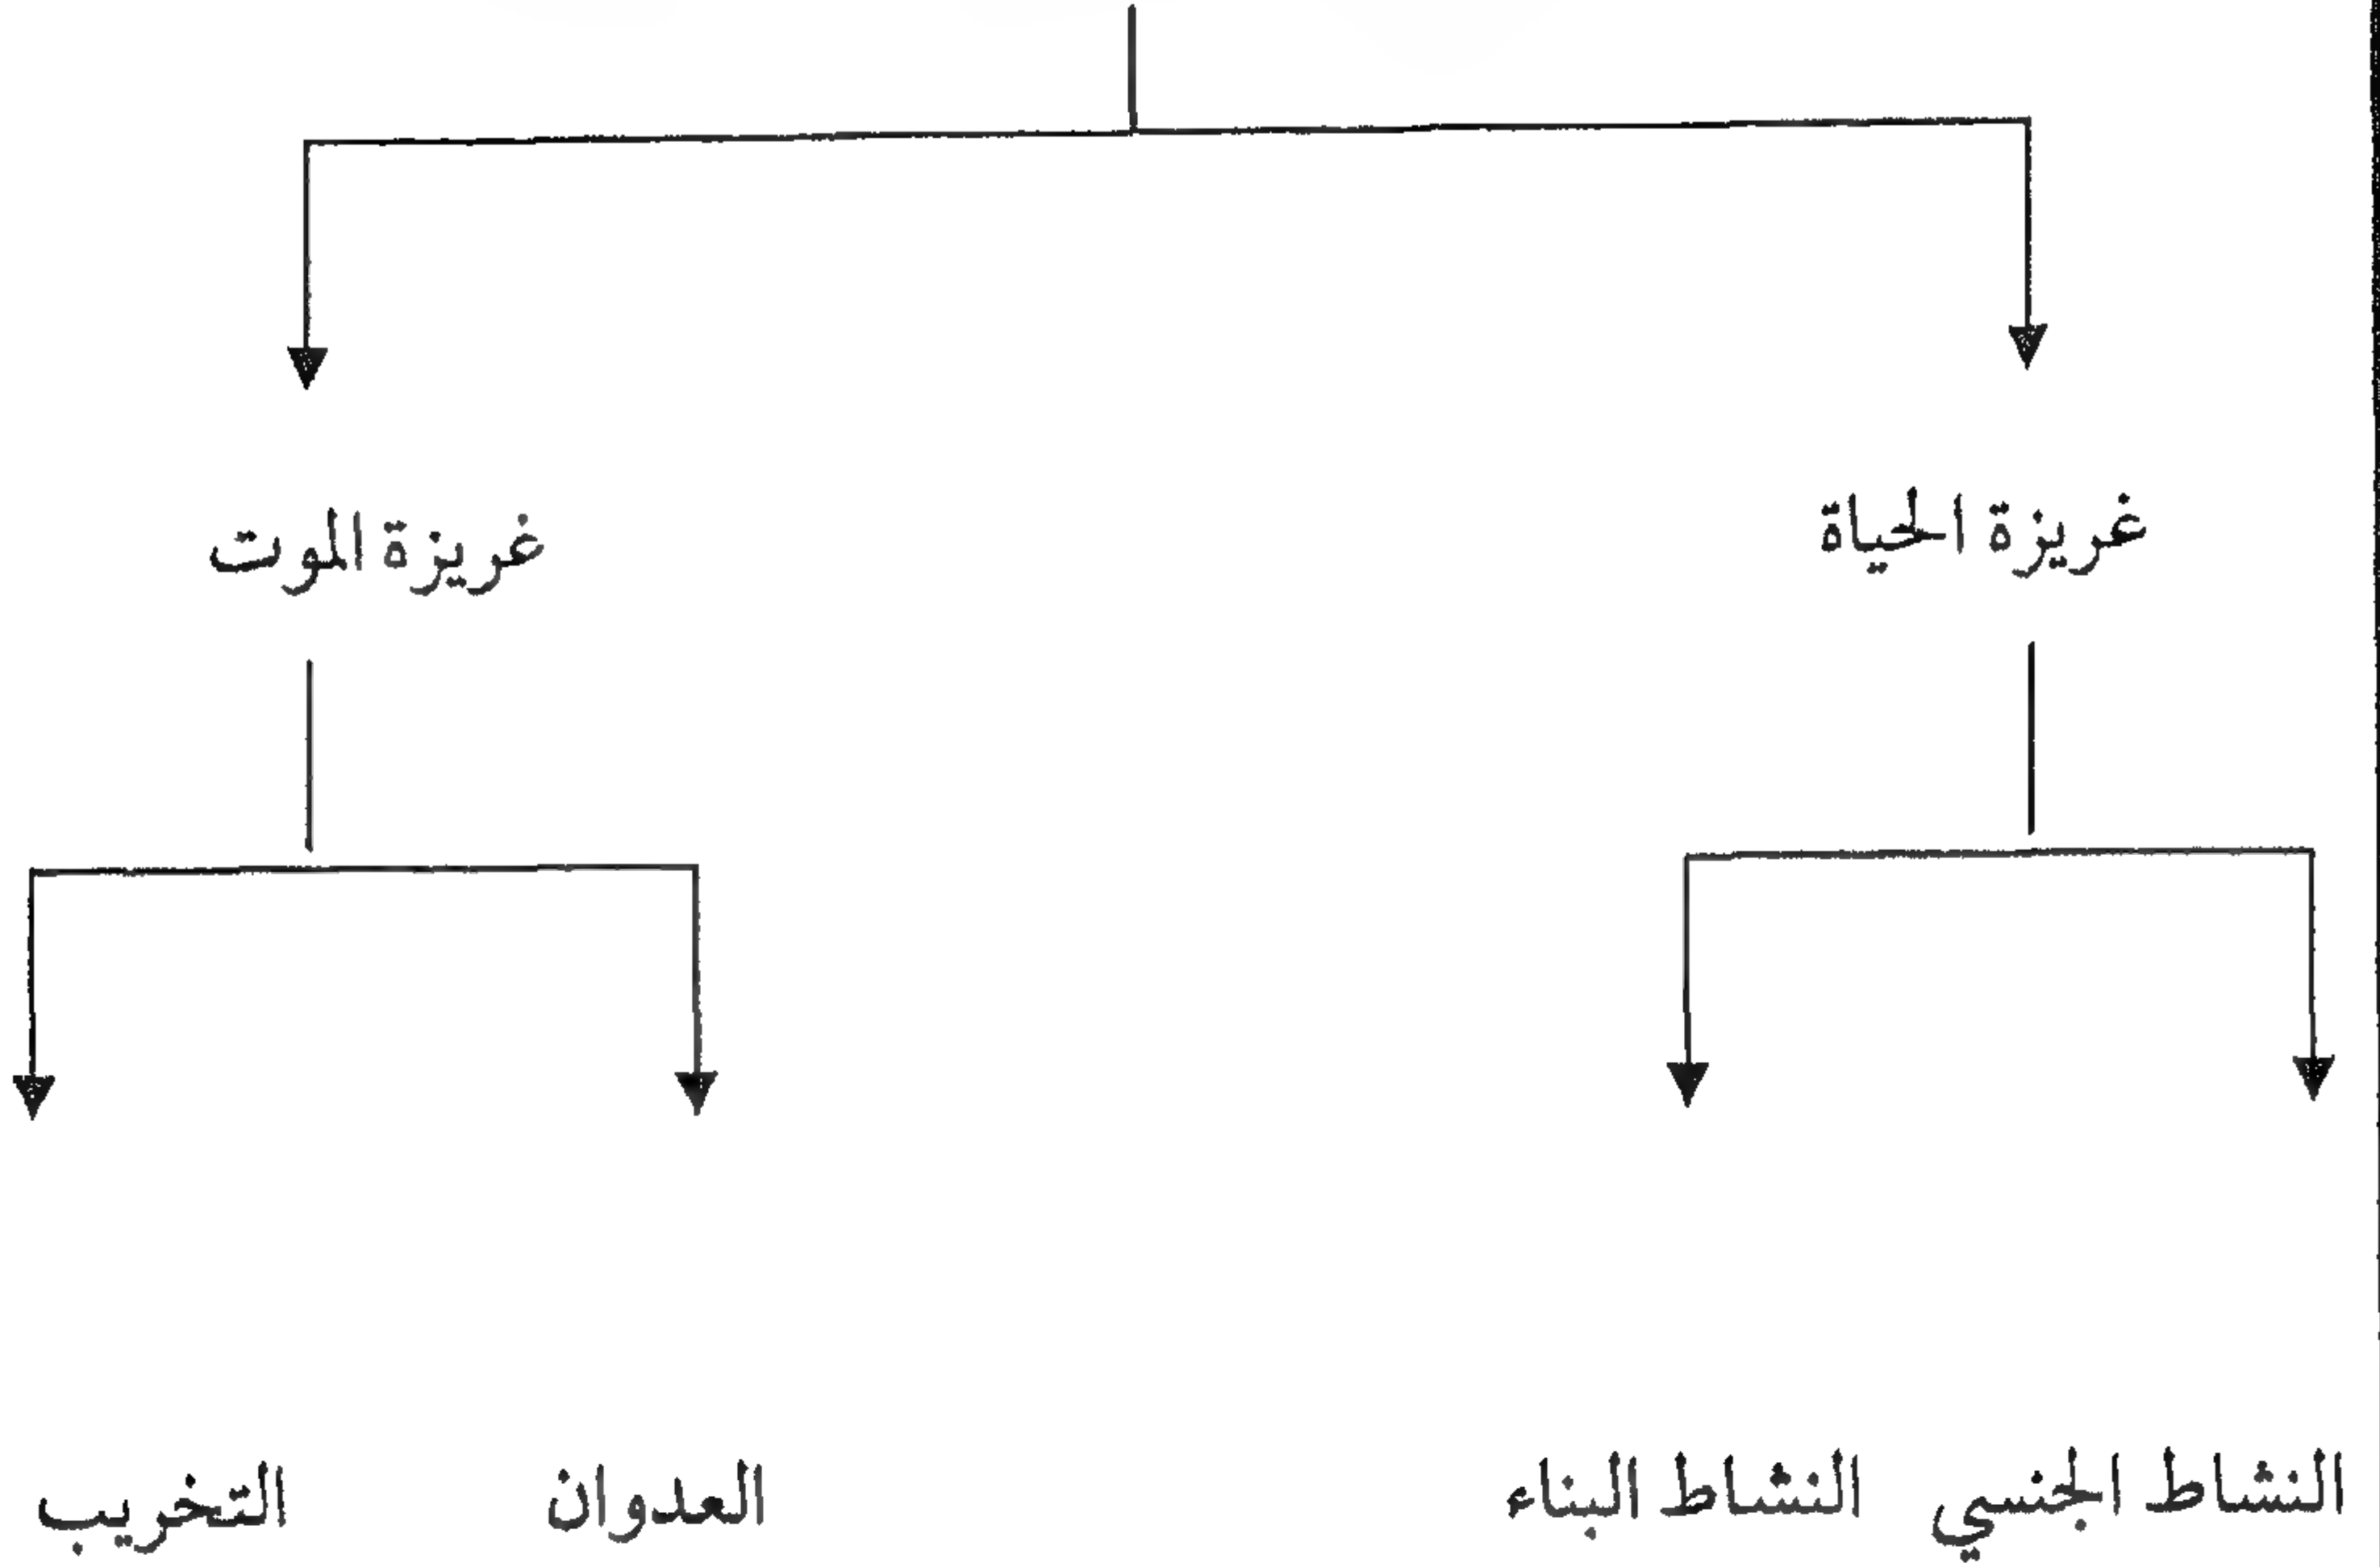 غريزة الحياة
غريزة الموت
النشاط الجنسي
النشاط البناء
العدوان
التخريب